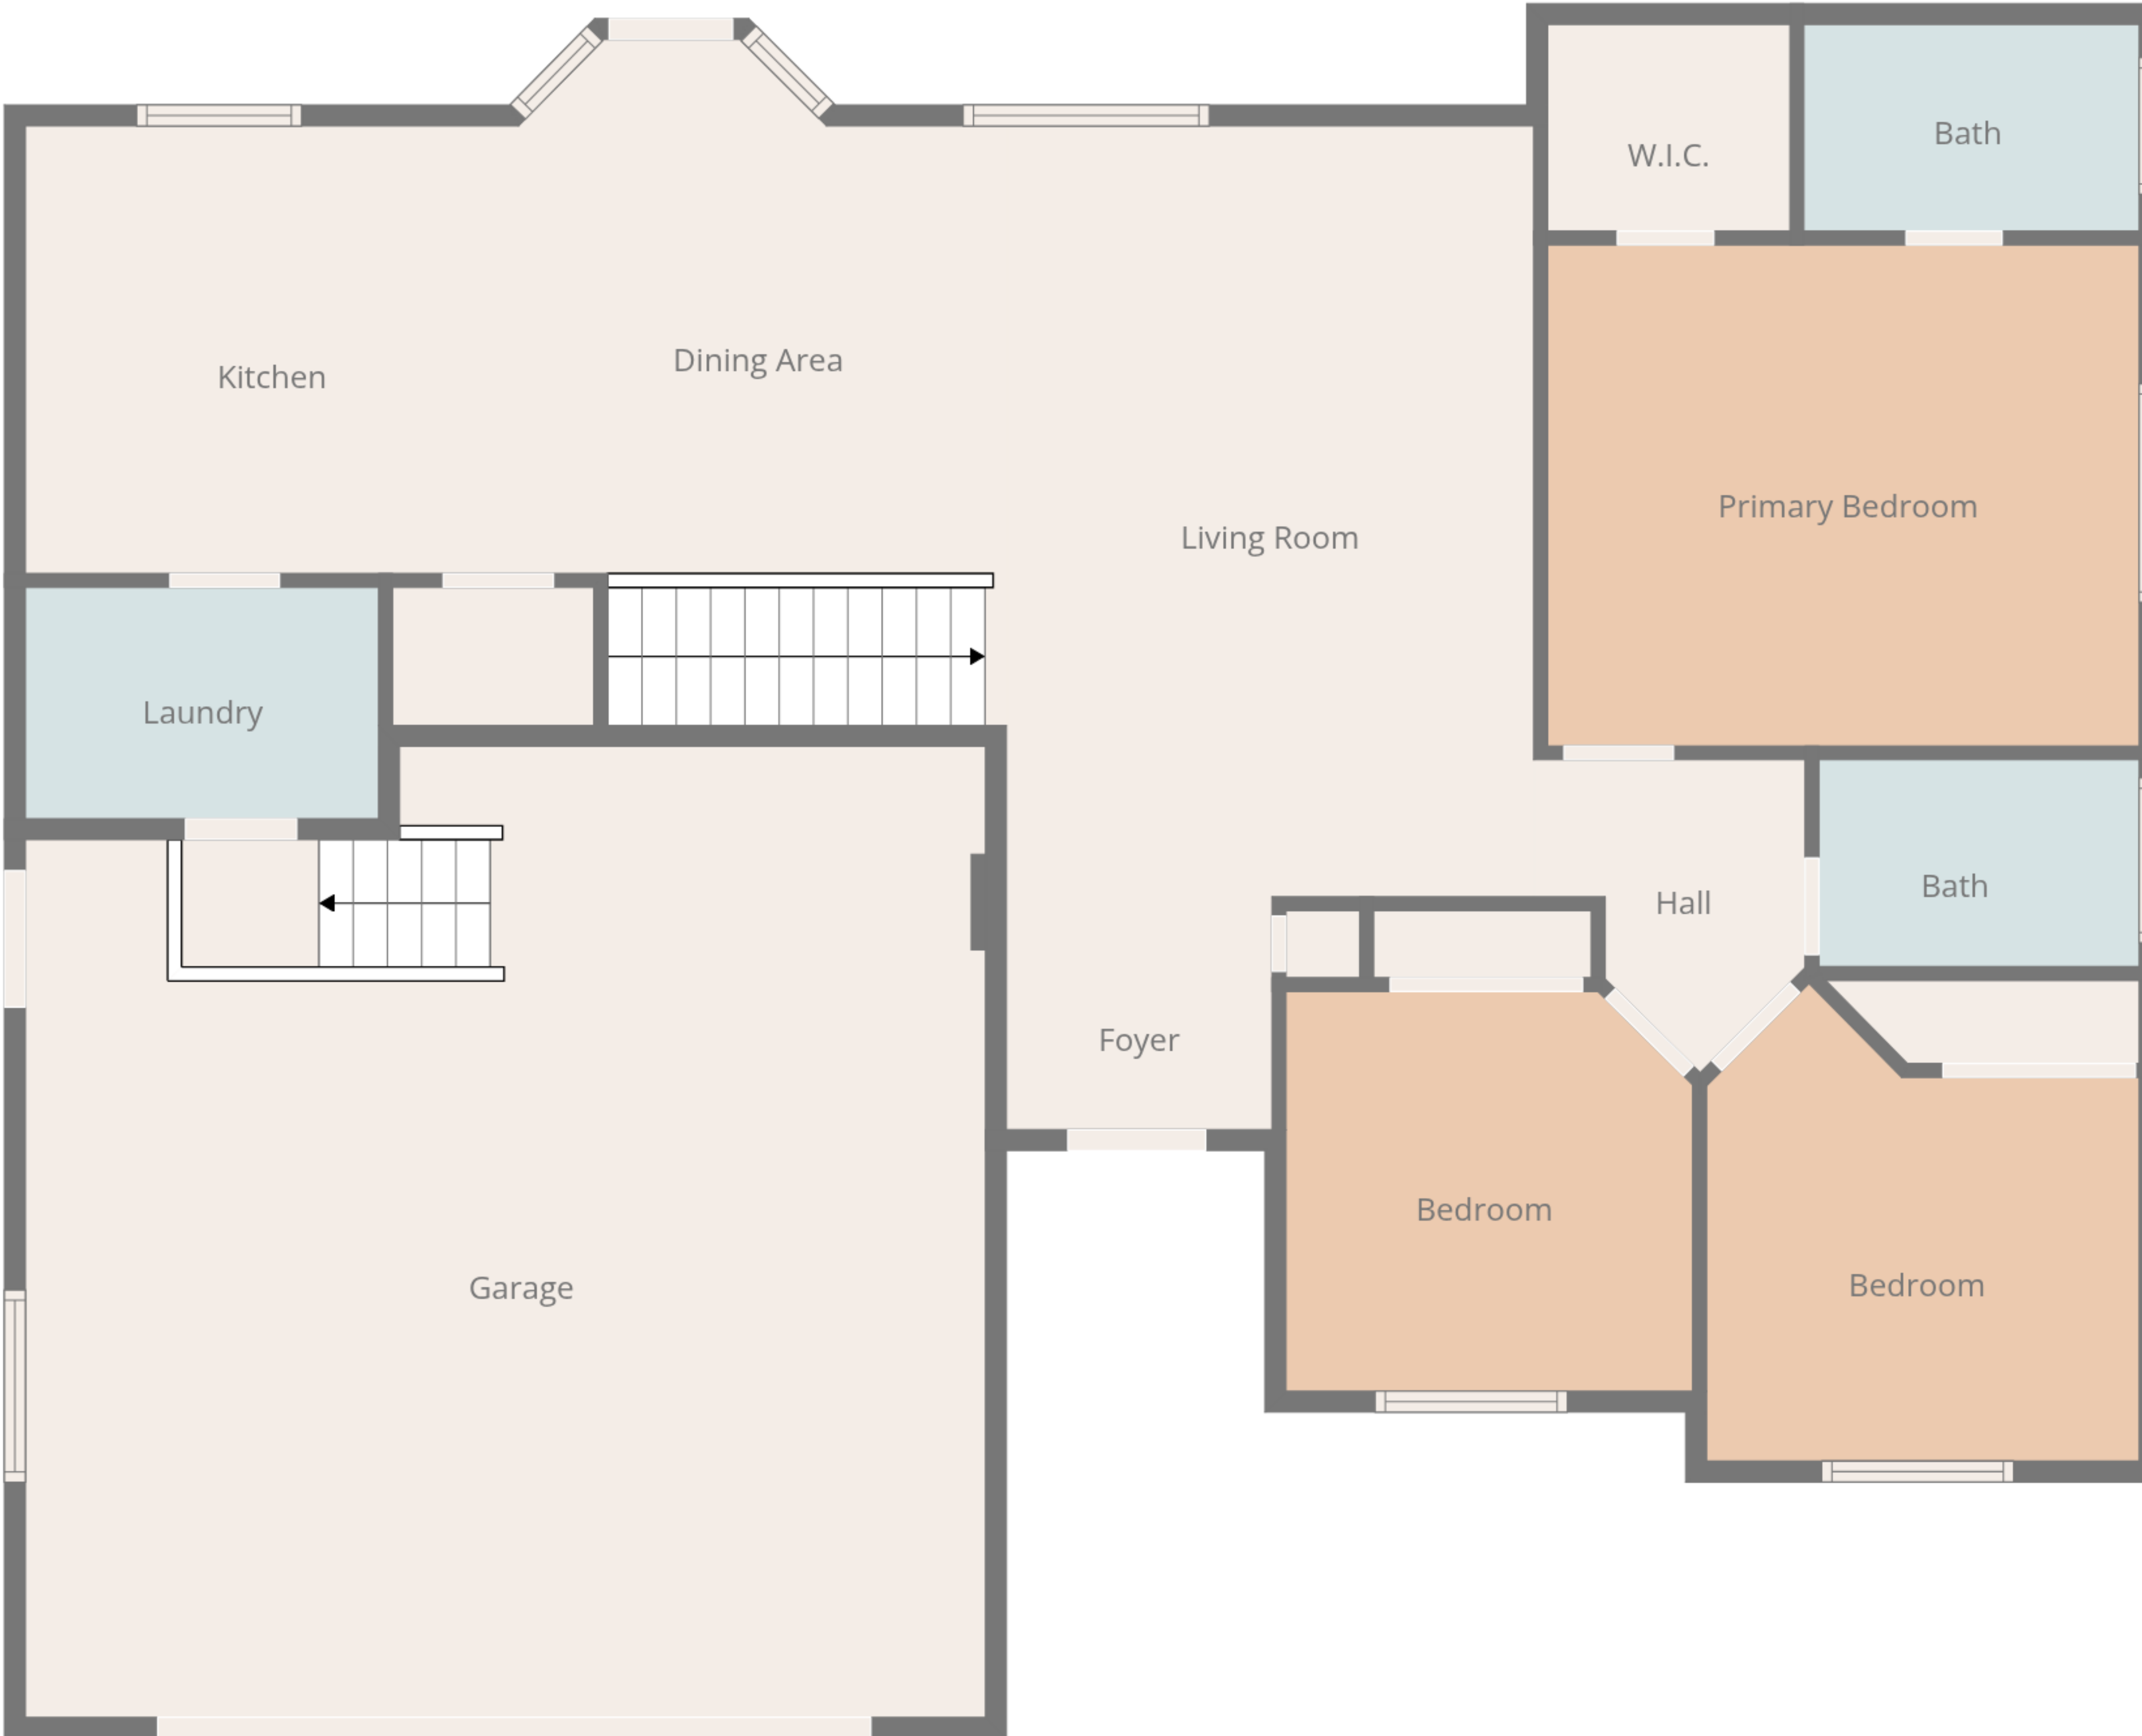 Bath
W.I.C.
Dining Area
Kitchen
Primary Bedroom
Living Room
Laundry
Bath
Hall
Foyer
Bedroom
Bedroom
Garage